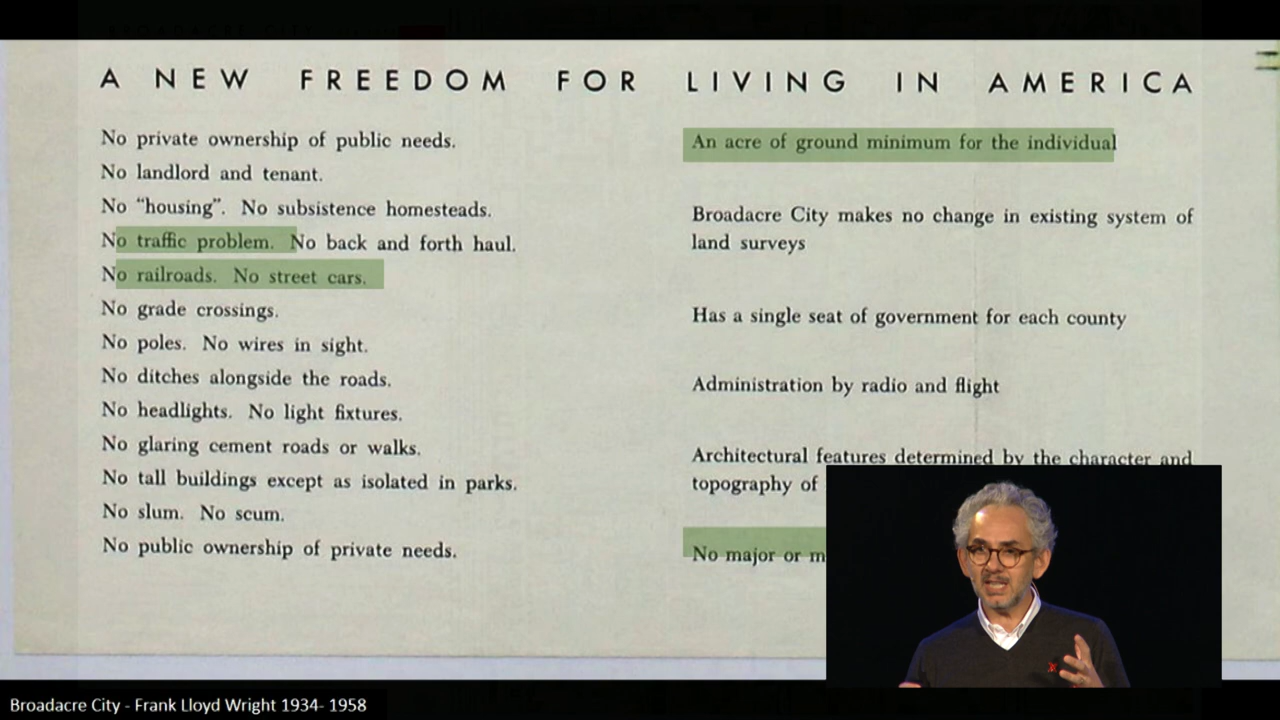 A NEW FREEDOM FOR LIVING IN AMERICA
No private ownership of public needs.
No landlord and tenant.
No “housing”. No subsistence homesteads.
No traffic problem. No back and forth haul.
No railroads. No street cars.
No grade crossings.
No poles. No wires in sight.
No ditches alongside the roads.
No headlights. No light fixtures.
No glaring cement roads or walks.
No tall buildings except as isolated in parks.
No slum. No scum.
No public ownership of private needs.
An acre of ground minimum for the individual
Broadacre City makes no change in existing system of
land surveys
Has a single seat of government for each county
Administration by radio and flight
Architectural features determined by the character and
topography of
No major or
Broadacre City - Frank Lloyd Wright 1934- 1958